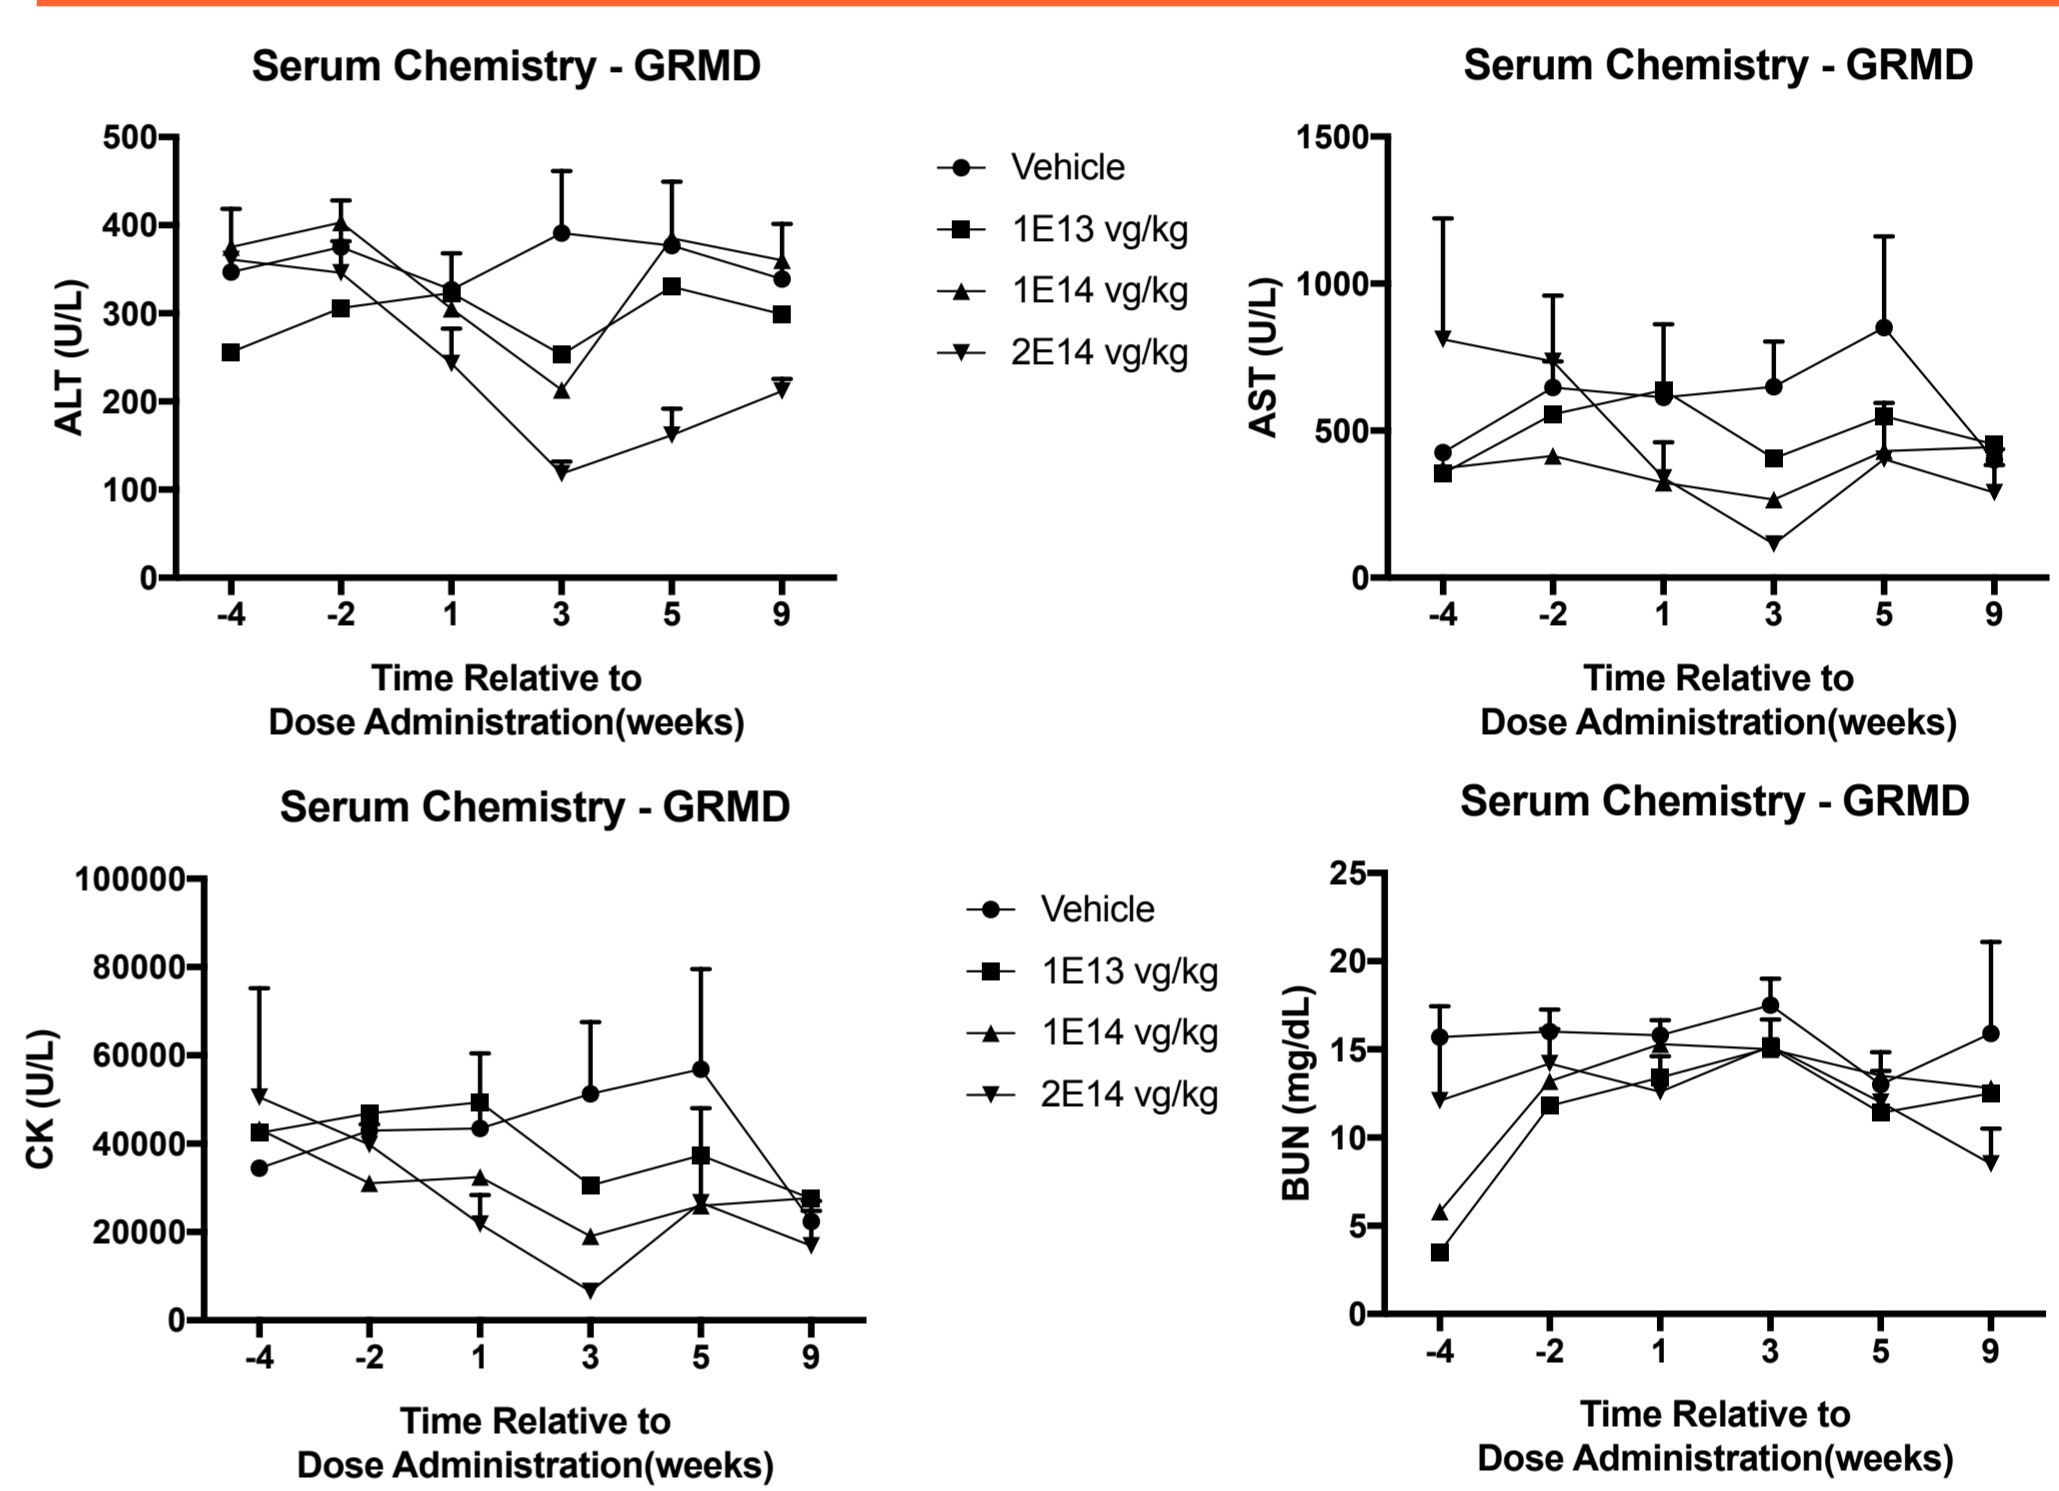 Serum Chemistry - GRMD
ALT (U/L)
500
400
300
200
100
0
-4 -2 1 3 5 9
Time Relative to
Dose Administration(weeks)
Vehicle
1E13 vg/kg
1E14 vg/kg
2E14 vg/kg
Serum Chemistry - GRMD
AST (U/L)
1500
1000
500
0
-4 -2 1 3 5 9
Time Relative to
Dose Administration(weeks)
Serum Chemistry - GRMD
CK (U/L)
100000
80000
60000
40000
20000
0
-4 -2 1 3 5 9
Time Relative to
Dose Administration(weeks)
Vehicle
1E13 vg/kg
1E14 vg/kg
2E14 vg/kg
Serum Chemistry - GRMD
BUN (mg/dL)
25
20
15
10
5
0
-4 -2 1 3 5 9
Time Relative to
Dose Administration(weeks)